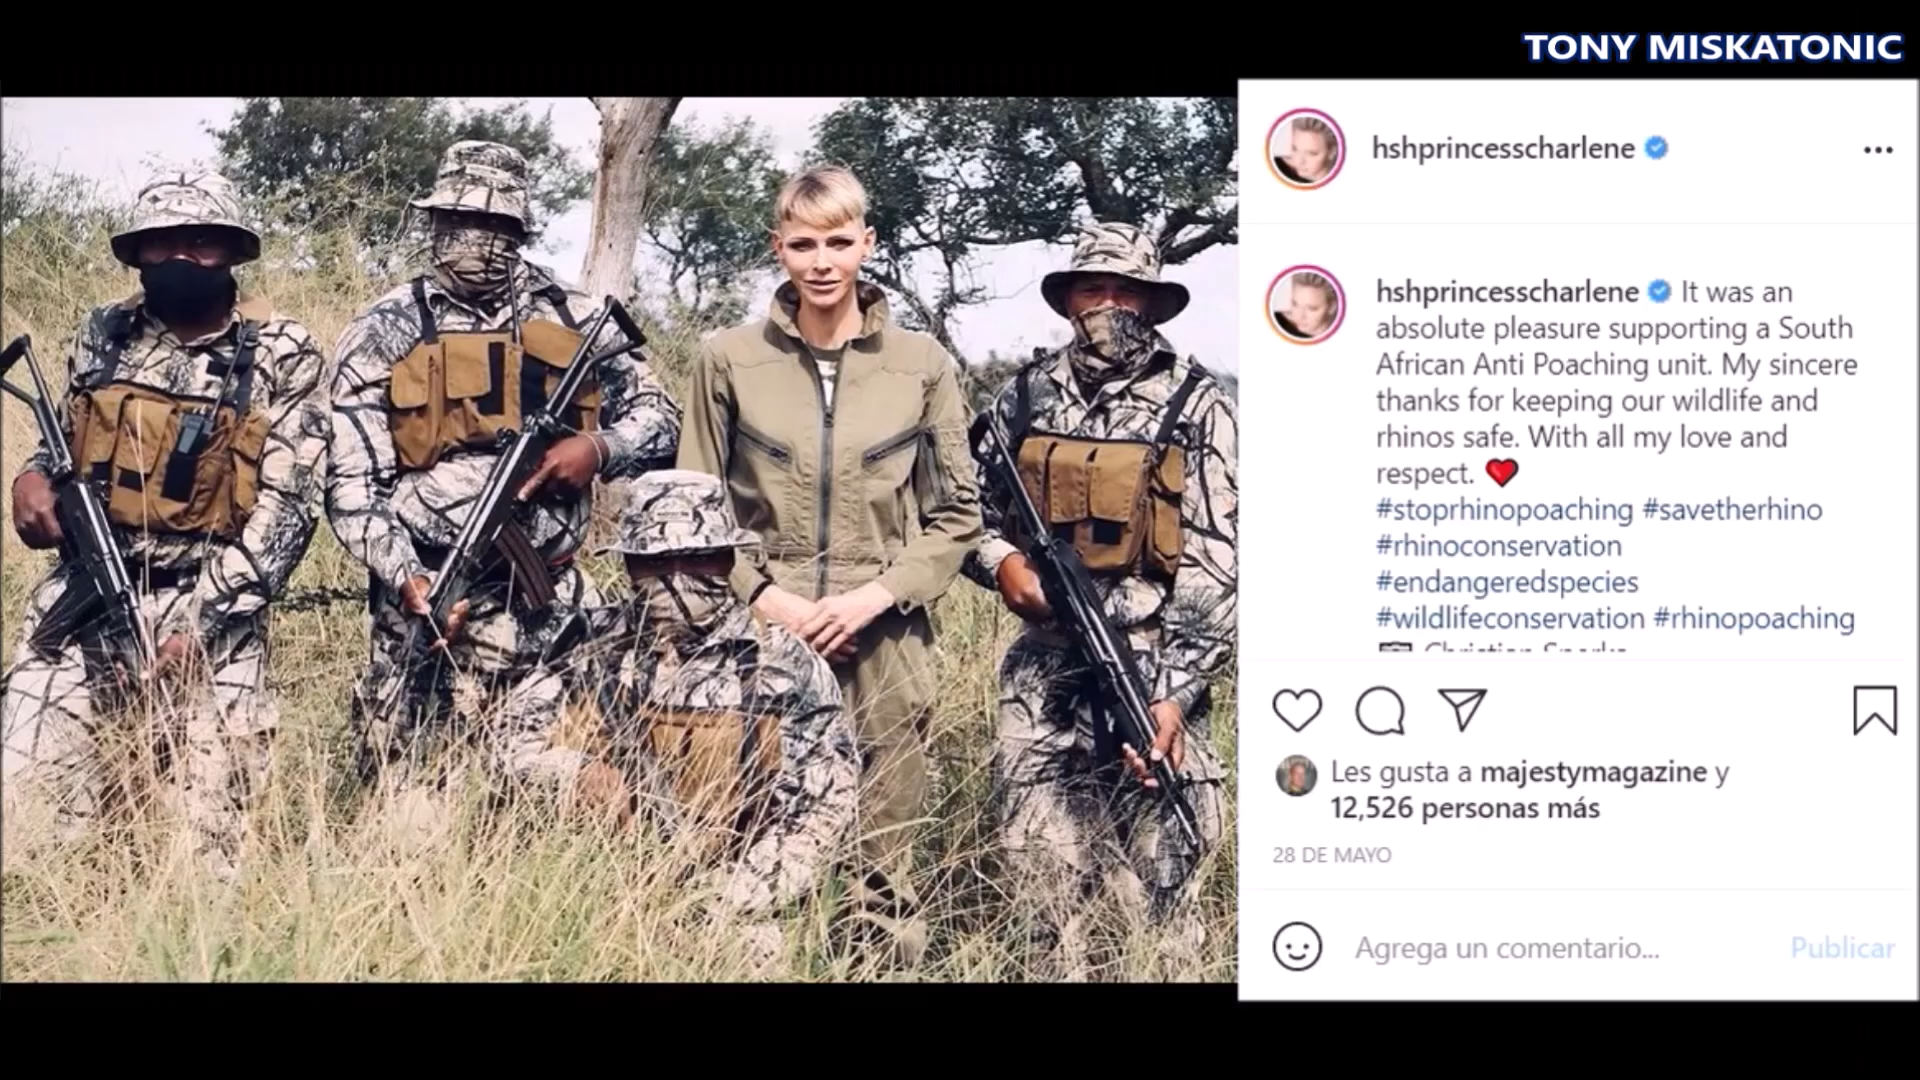 TONY MISKATONIC
hshprincesscharlene
hshprincesscharlene It was an
absolute pleasure supporting a South
African Anti Poaching unit. My sincere
thanks for keeping our wildlife and
rhinos safe. With all my love and
respect. ❤️
#stoprhinopoaching #savetherhino
#rhinoconservation
#endangeredspecies
#wildlifeconservation #rhinopoaching
Les gusta a majestymagazine y
12,526 personas más
28 DE MAYO
Agrega un comentario...
Publicar